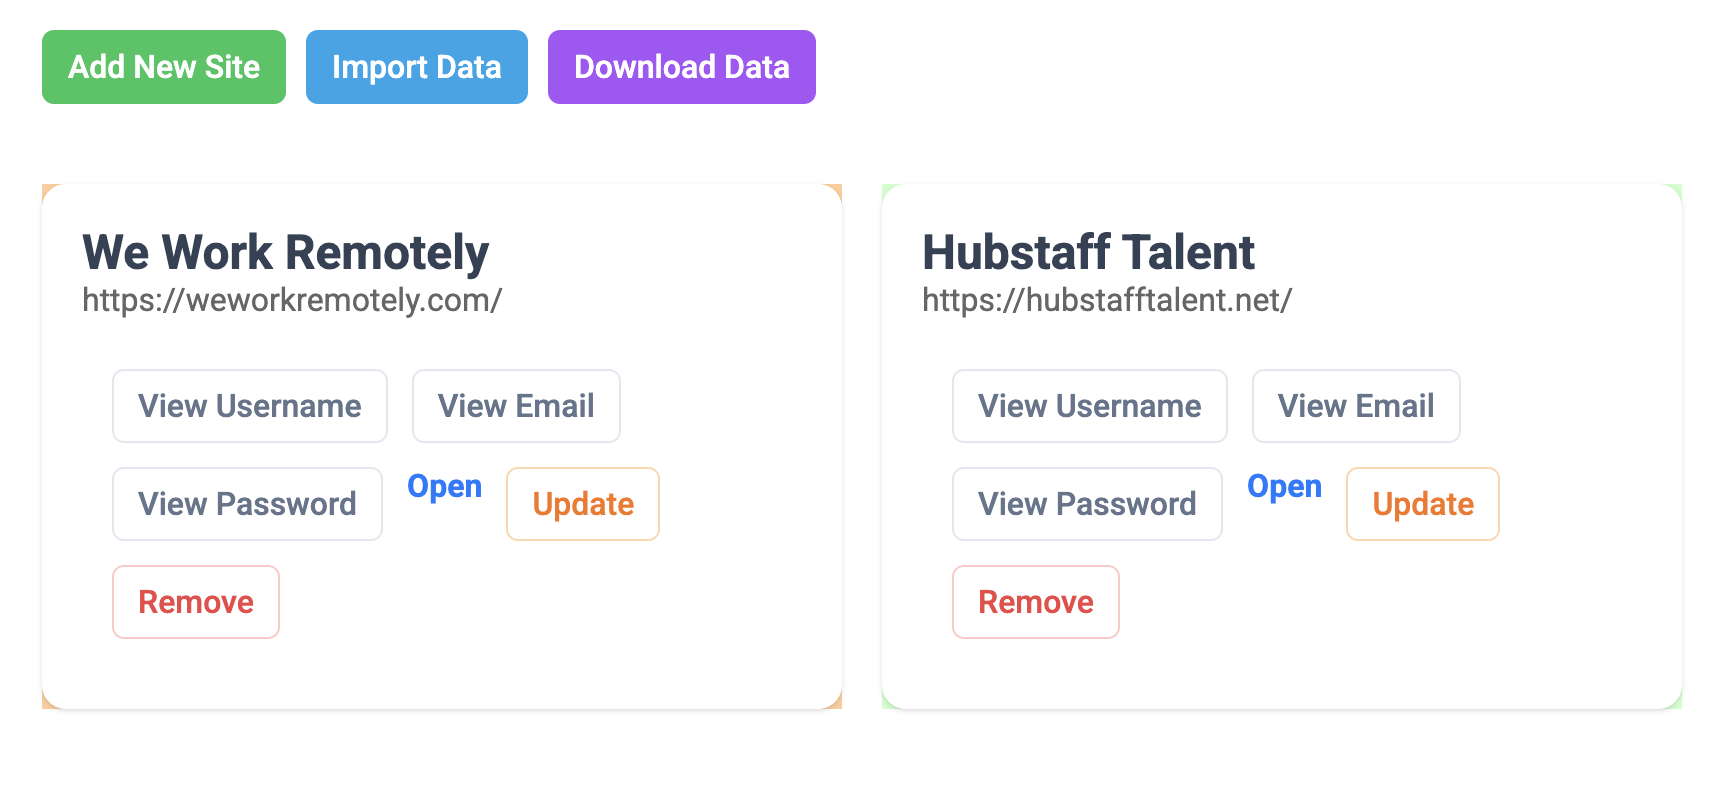 Add New Site Import Data Download Data
We Work Remotely
https://weworkremotely.com/
View Username View Email
View Password Open Update
Remove
Hubstaff Talent
https://hubstafftalent.net/
View Username View Email
View Password Open Update
Remove